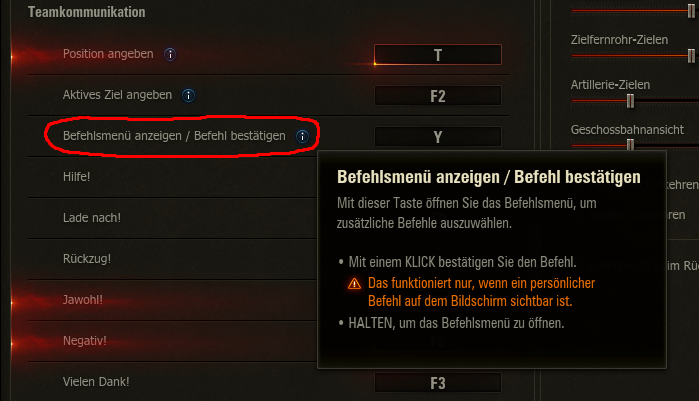 Teamkommunikation
Position angeben
T
Zielfernrohr-Zielen
Aktives Ziel angeben
F2
Artillerie-Zielen
Befehlsmenü anzeigen / Befehl bestätigen
Y
Geschossbahnansicht
Hilfe!
Lade nach!
Rückzug!
Jawohl!
Negativ!
Vielen Dank!
F3
Befehlsmenü anzeigen / Befehl bestätigen
Mit dieser Taste öffnen Sie das Befehlsmenü, um
zusätzliche Befehle auszuwählen.
• Mit einem KLICK bestätigen Sie den Befehl.
Das funktioniert nur, wenn ein persönlicher
Befehl auf dem Bildschirm sichtbar ist.
• HALTEN, um das Befehlsmenü zu öffnen.